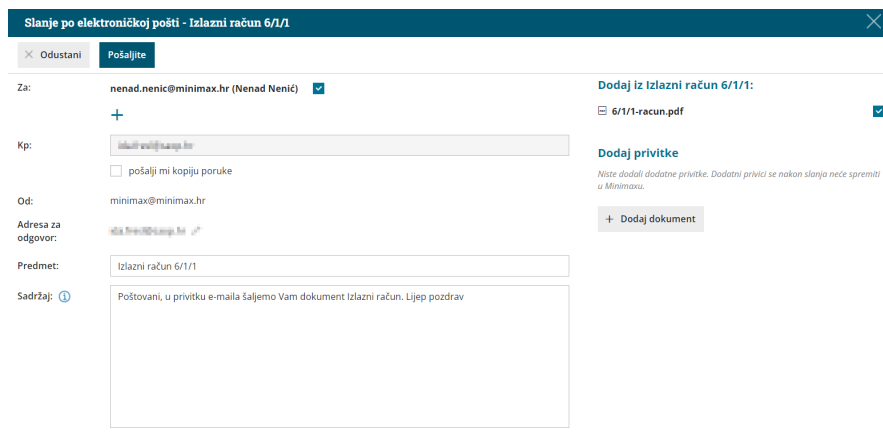 Slanje po elektroničkoj pošti - Izlazni račun 6/1/1
Odustani
Pošaljite
Za:
nenad.nenic@minimax.hr (Nenad Nenić)
Kp:
pošalji mi kopiju poruke
Od:
minimax@minimax.hr
Adresa za
odgovor:
Predmet:
Izlazni račun 6/1/1
Sadržaj:
Poštovani, u privitku e-maila šaljemo Vam dokument Izlazni račun. Lijep pozdrav
Dodaj iz Izlazni račun 6/1/1:
6/1/1-racun.pdf
Dodaj privitke
Niste dodali dodatne privitke. Dodatni privici se nakon slanja neće spremiti
u Minimaxu.
+ Dodaj dokument